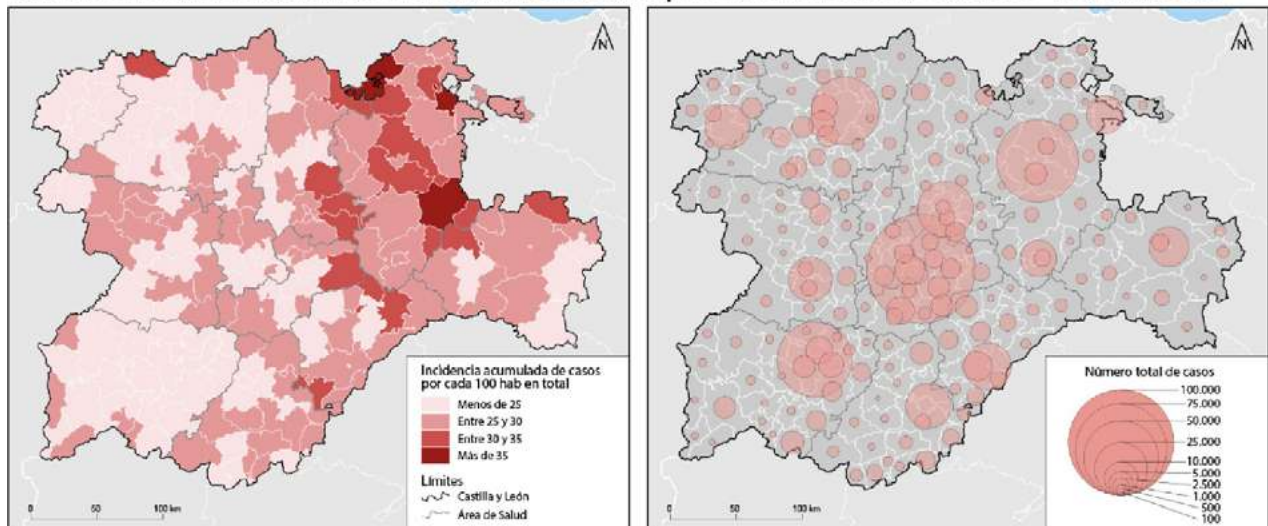 N
Incidencia acumulada de casos
por cada 100 hab en total
Menos de 25
Entre 25 y 30
Entre 30 y 35
Más de 35
Límites
Castilla y León
Área de Salud
0 50 100 km
N
Número total de casos
100.000
75.000
50.000
25.000
10.000
5.000
2.500
1.000
500
100
0 50 100 km